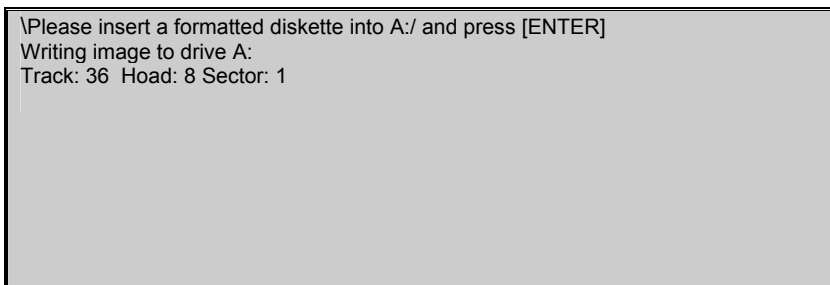 \Please insert a formatted diskette into A:/ and press [ENTER]
Writing image to drive A:
Track: 36  Hoad: 8 Sector: 1